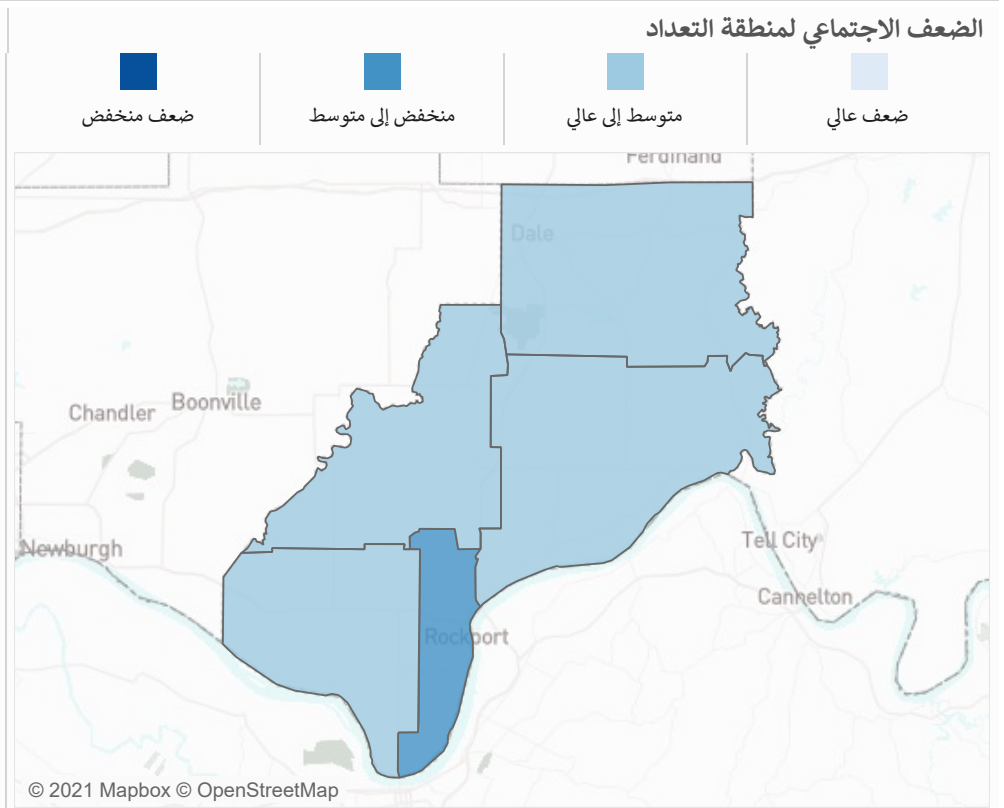 الضعف الاجتماعي لمنطقة التعداد
ضعف عالي
متوسط إلى عالي
منخفض إلى متوسط
ضعف منخفض
Ferdinand
Dale
Boonville
Chandler
Newburgh
Tell City
Cannelton
Rockport
© 2021 Mapbox © OpenStreetMap